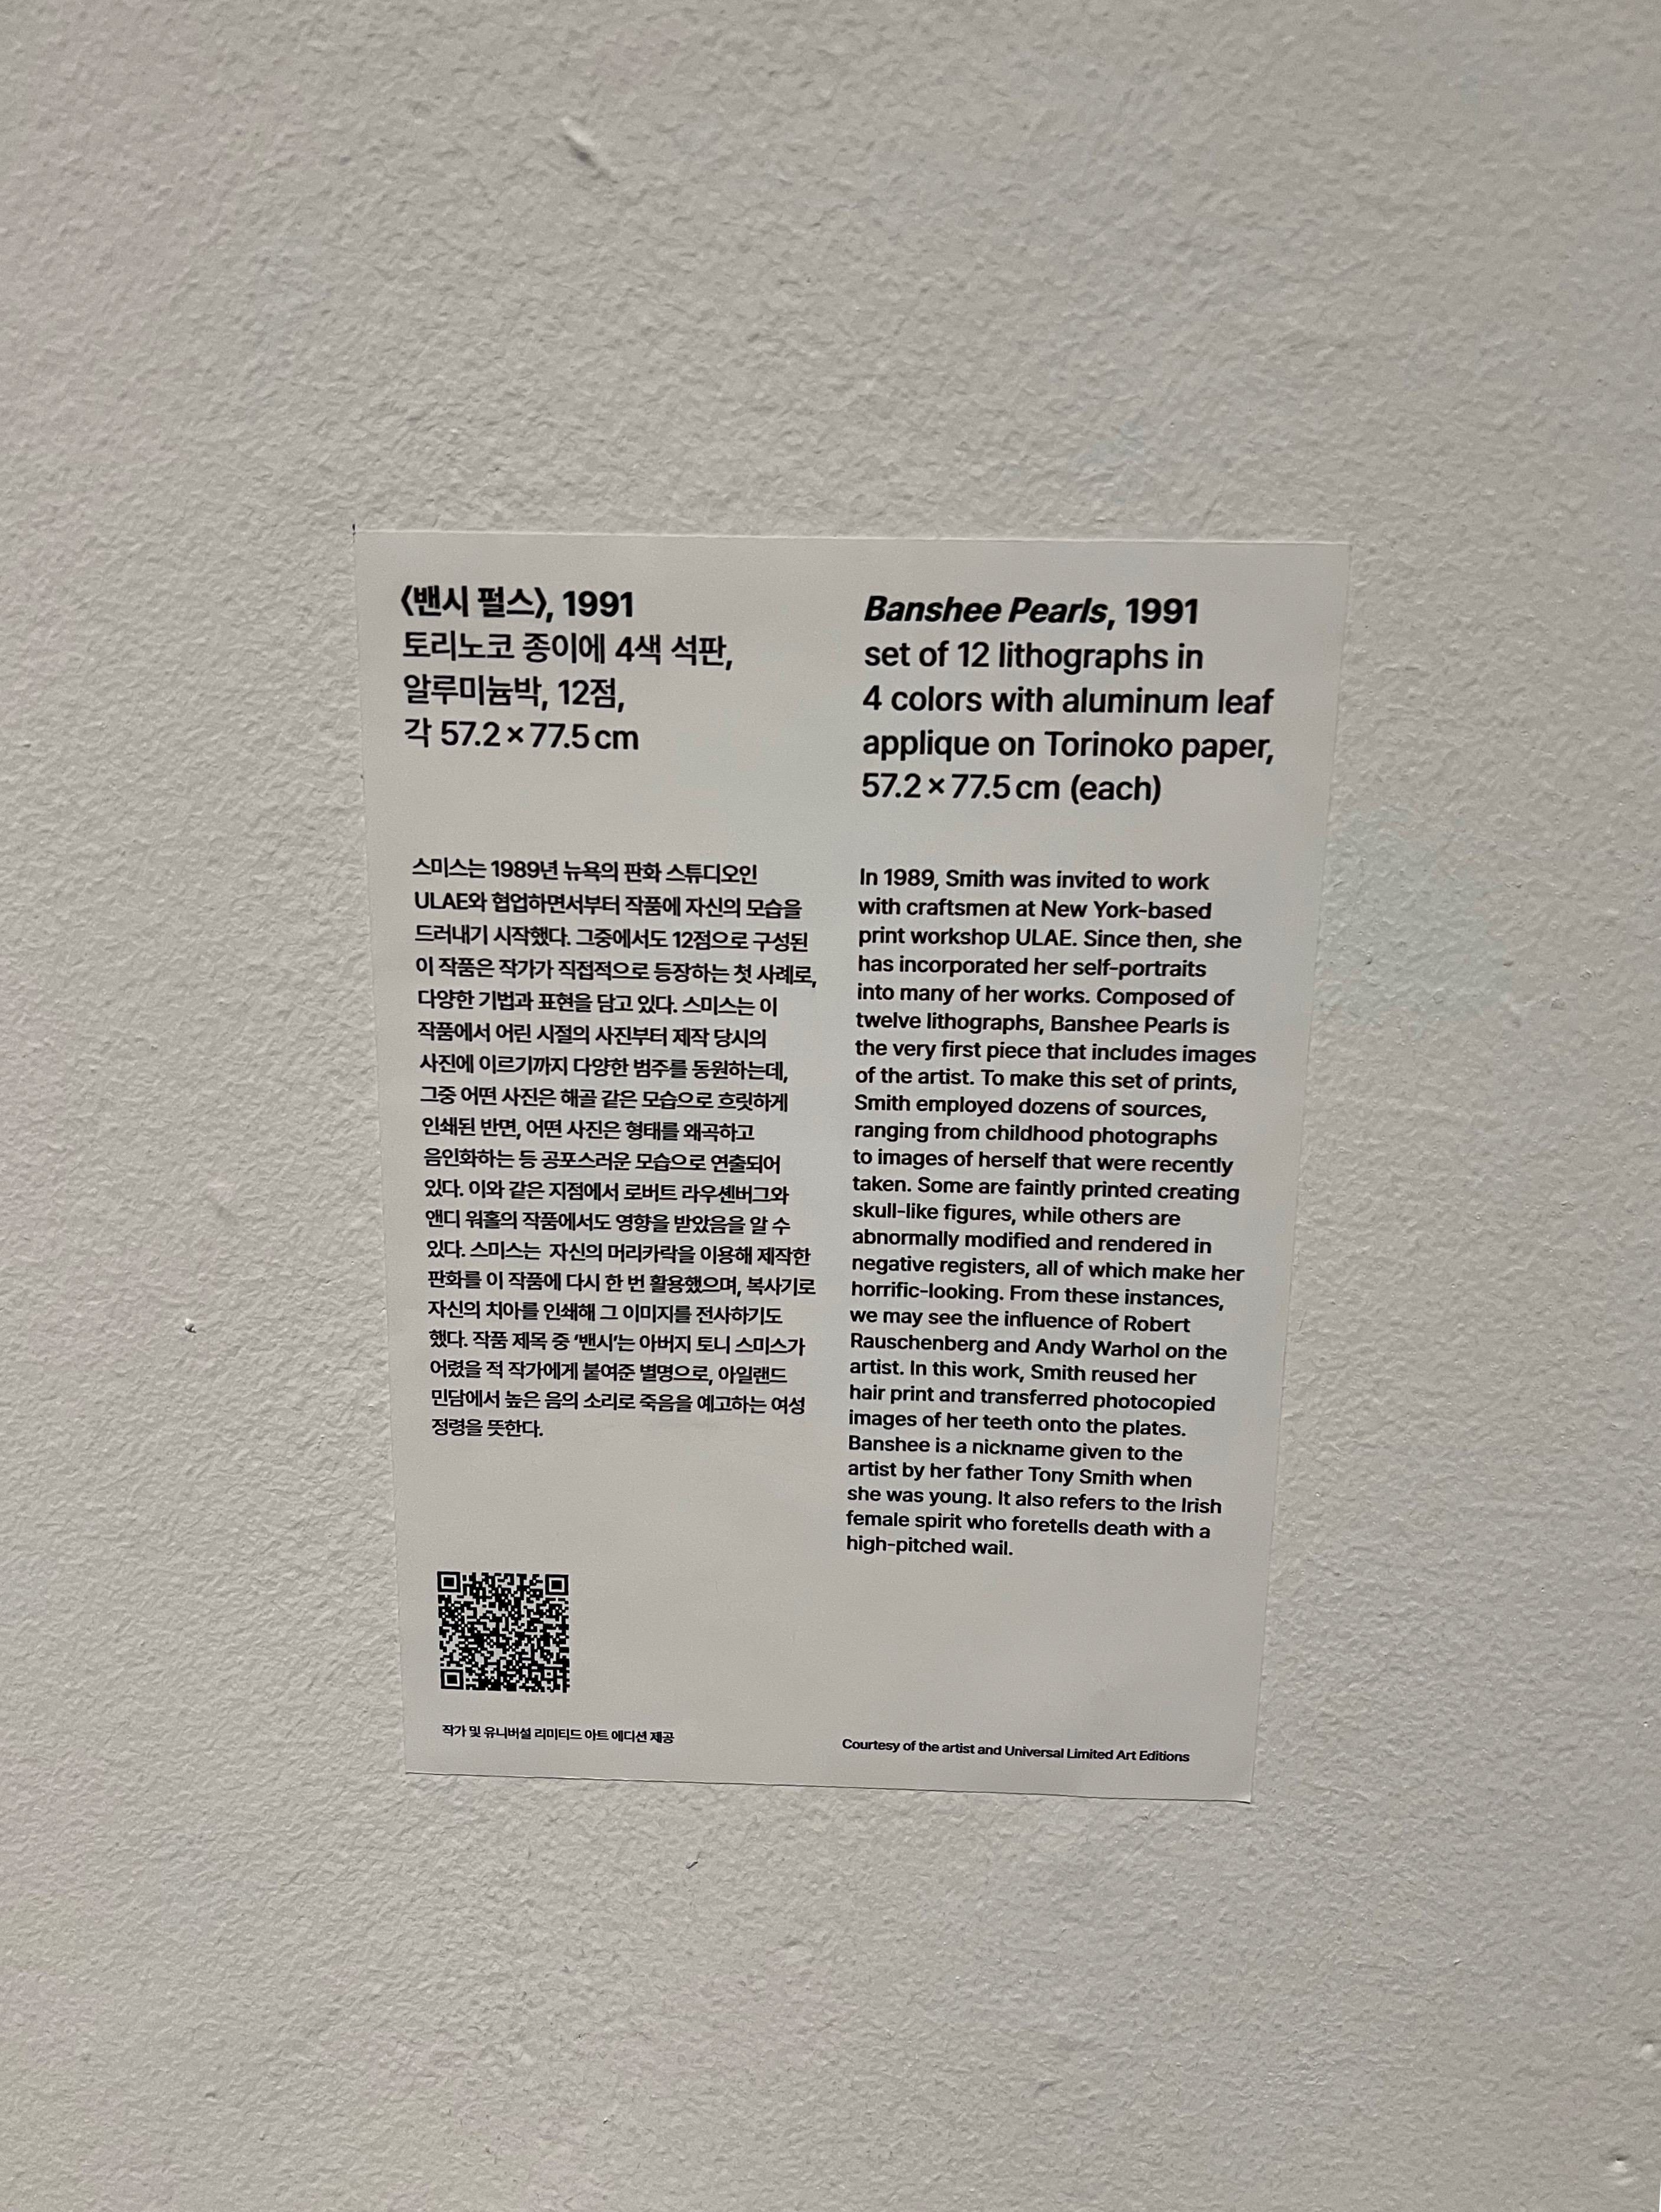 〈밴시 펄스〉, 1991
토리노코 종이에 4색 석판,
알루미늄박, 12점,
각 57.2 × 77.5 cm
스미스는 1989년 뉴욕의 판화 스튜디오인
ULAE와 협업하면서부터 작품에 자신의 모습을
드러내기 시작했다. 그중에서도 12점으로 구성된
이 작품은 작가가 직접적으로 등장하는 첫 사례로,
다양한 기법과 표현을 담고 있다. 스미스는 이
작품에서 어린 시절의 사진부터 제작 당시의
사진에 이르기까지 다양한 범주를 동원하는데,
그중 어떤 사진은 해골 같은 모습으로 흐릿하게
인쇄된 반면, 어떤 사진은 형태를 왜곡하고
음인화하는 등 공포스러운 모습으로 연출되어
있다. 이와 같은 지점에서 로버트 라우셴버그와
앤디 워홀의 작품에서도 영향을 받았음을 알 수
있다. 스미스는 자신의 머리카락을 이용해 제작한
판화를 이 작품에 다시 한 번 활용했으며, 복사기로
자신의 치아를 인쇄해 그 이미지를 전사하기도
했다. 작품 제목 중 ‘밴시’는 아버지 토니 스미스가
어렸을 적 작가에게 붙여준 별명으로, 아일랜드
민담에서 높은 음의 소리로 죽음을 예고하는 여성
정령을 뜻한다.
작가 및 유니버설 리미티드 아트 에디션 제공
Banshee Pearls, 1991
set of 12 lithographs in
4 colors with aluminum leaf
applique on Torinoko paper,
57.2 × 77.5 cm (each)
In 1989, Smith was invited to work
with craftsmen at New York-based
print workshop ULAE. Since then, she
has incorporated her self-portraits
into many of her works. Composed of
twelve lithographs, Banshee Pearls is
the very first piece that includes images
of the artist. To make this set of prints,
Smith employed dozens of sources,
ranging from childhood photographs
to images of herself that were recently
taken. Some are faintly printed creating
skull-like figures, while others are
abnormally modified and rendered in
negative registers, all of which make her
horrific-looking. From these instances,
we may see the influence of Robert
Rauschenberg and Andy Warhol on the
artist. In this work, Smith reused her
hair print and transferred photocopied
images of her teeth onto the plates.
Banshee is a nickname given to the
artist by her father Tony Smith when
she was young. It also refers to the Irish
female spirit who foretells death with a
high-pitched wail.
Courtesy of the artist and Universal Limited Art Editions